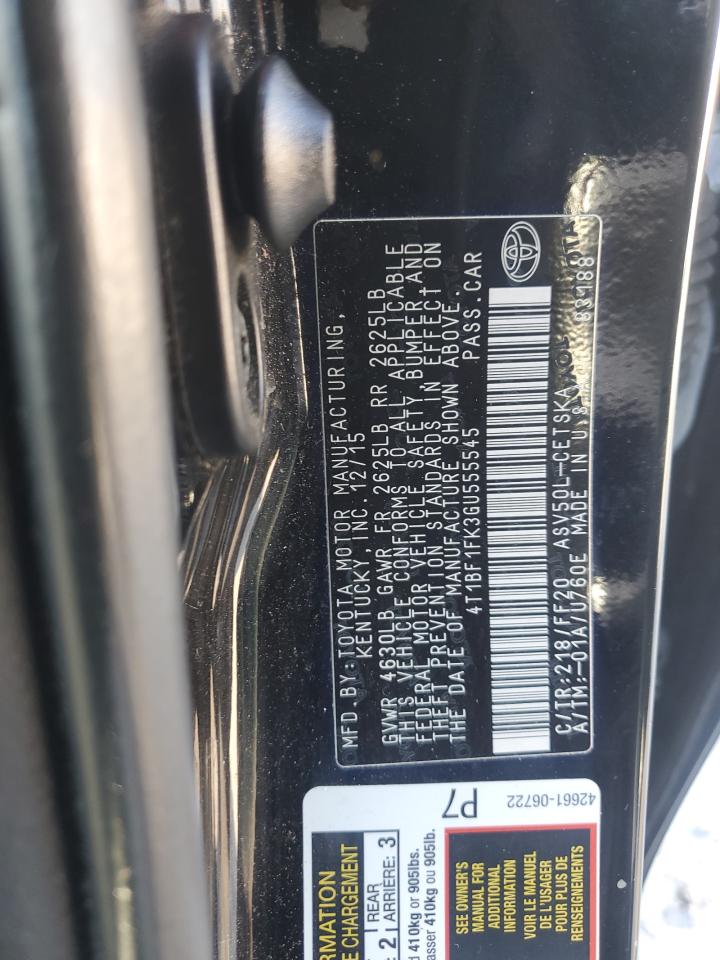 MFD.BY:TOYOTA MOTOR MANUFACTURING,
KENTUCKY, INC. 12/15
GVWR 4630LB GAWR FR 2625LB RR 2625LB
THIS VEHICLE CONFORMS TO ALL APPLICABLE
FEDERAL MOTOR VEHICLE SAFETY, BUMPER AND
THEFT PREVENTION STANDARDS IN EFFECT ON
THE DATE OF MANUFACTURE SHOWN ABOVE.
4T1BF1FK3GU555545 PASS.CAR
C/TR:218/FF20 ASV50L-CETSKA
A/TM:-01A/U760E MADE IN U.S. 83188
ORMATION
E CHARGEMENT
REAR
2 ARRIÈRE: 3
410kg or 905lbs.
asser 410kg ou 905lb.
P7
SEE OWNER'S
MANUAL FOR
ADDITIONAL
INFORMATION
VOIR LE MANUEL
DE L'USAGER
POUR PLUS DE
RENSEIGNEMENTS
42661-06722